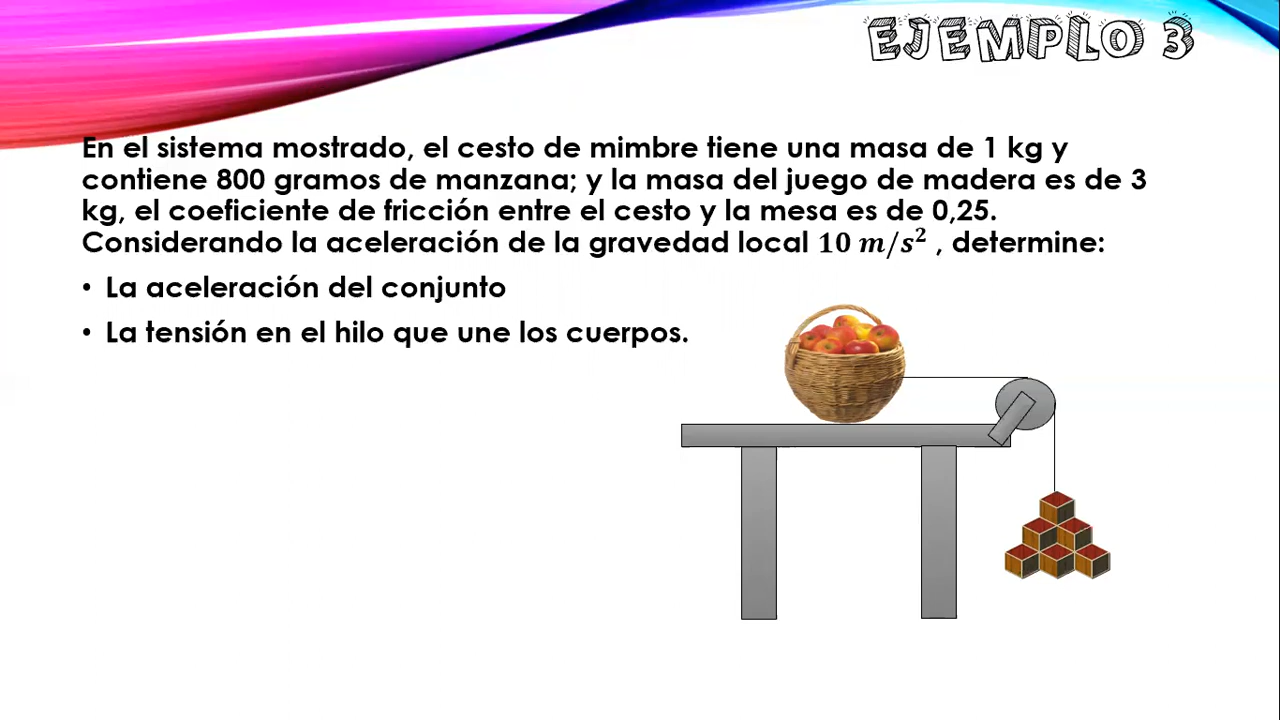 EJEMPLO 3
En el sistema mostrado, el cesto de mimbre tiene una masa de 1 kg y
contiene 800 gramos de manzana; y la masa del juego de madera es de 3
kg, el coeficiente de fricción entre el cesto y la mesa es de 0,25.
Considerando la aceleración de la gravedad local 10 m/s² , determine:
• La aceleración del conjunto
• La tensión en el hilo que une los cuerpos.